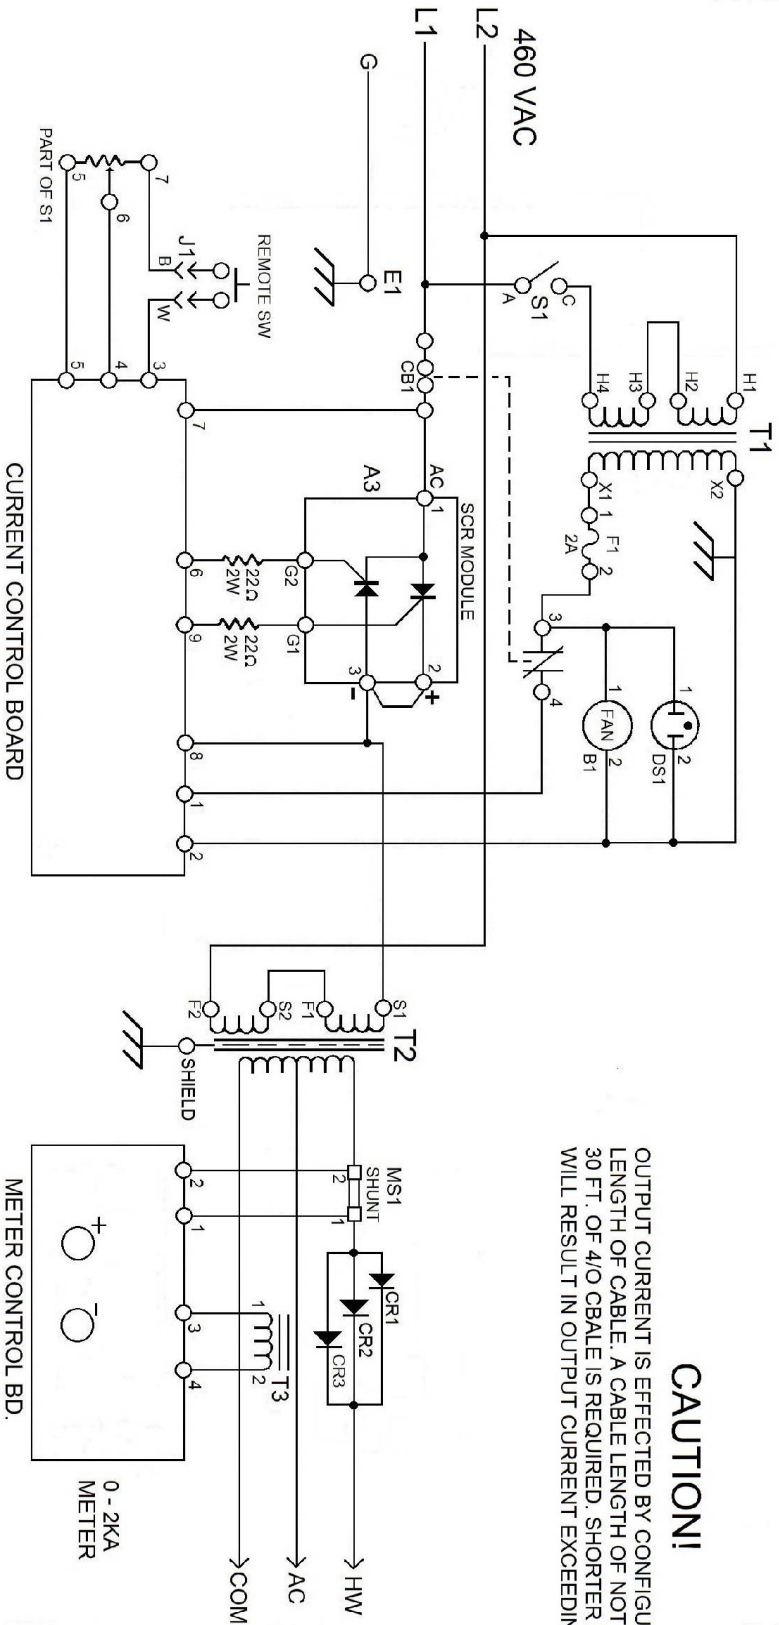 460 VAC
L2
L1
G
E1
S1
A
C
H1
H2
H3
H4
T1
X2
X1
1
F1
2A
2
3
4
1
FAN
2
B1
1
2
DS1
CB1
AC
1
A3
SCR MODULE
G2
G1
2
+
3
-
22Ω
2W
22Ω
2W
PART OF S1
5
6
7
J1
B
W
REMOTE SW
5
4
3
7
6
9
8
1
2
CURRENT CONTROL BOARD
S1
F1
S2
F2
T2
SHIELD
MS1
SHUNT
2
1
CR1
CR2
CR3
1
2
T3
HW
AC
COM
2
1
3
4
+
-
METER CONTROL BD.
0 - 2KA
METER
CAUTION!
OUTPUT CURRENT IS EFFECTED BY CONFIGU
LENGTH OF CABLE. A CABLE LENGTH OF NOT
30 FT. OF 4/O CBALE IS REQUIRED. SHORTER
WILL RESULT IN OUTPUT CURRENT EXCEEDIN